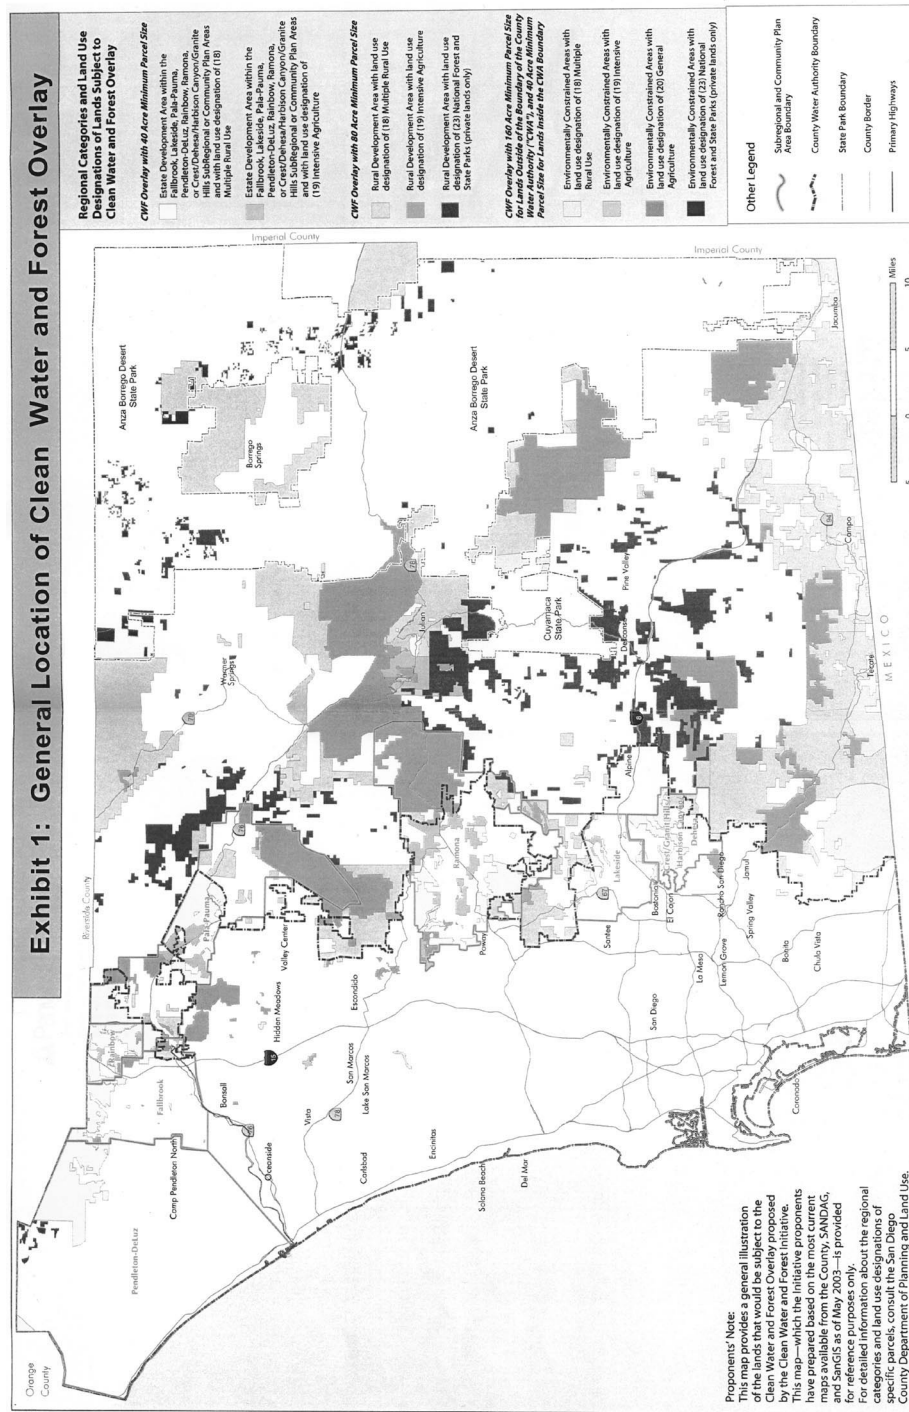 Exhibit 1: General Location of Clean Water and Forest Overlay
Regional Categories and Land Use
Designations of Lands Subject to
Clean Water and Forest Overlay
CWF Overlay with 40 Acre Minimum Parcel Size
Estate Development Area within the
Fallbrook, Lakeside, Pala-Pauma,
Pendleton-DeLuz, Rainbow, Ramona,
or Crest/Dehesa/Harbison Canyon/Granite
Hills SubRegional or Community Plan Areas
and with land use designation of (18)
Multiple Rural Use
Estate Development Area within the
Fallbrook, Lakeside, Pala-Pauma,
Pendleton-DeLuz, Rainbow, Ramona,
or Crest/Dehesa/Harbison Canyon/Granite
Hills SubRegional or Community Plan Areas
and with land use designation of
(19) Intensive Agriculture
CWF Overlay with 80 Acre Minimum Parcel Size
Rural Development Area with land use
designation of (18) Multiple Rural Use
Rural Development Area with land use
designation of (19) Intensive Agriculture
Rural Development Area with land use
designation of (23) National Forest and
State Parks (private lands only)
CWF Overlay with 160 Acre Minimum Parcel Size
for Lands Outside of the Boundary of the County
Water Authority ("CWA"), and 40 Acre Minimum
Parcel Size for Lands Inside the CWA Boundary
Environmentally Constrained Areas with
land use designation of (18) Multiple
Rural Use
Environmentally Constrained Areas with
land use designation of (19) Intensive
Agriculture
Environmentally Constrained Areas with
land use designation of (20) General
Agriculture
Environmentally Constrained Areas with
land use designation of (23) National
Forest and State Parks (private lands only)
Other Legend
Subregional and Community Plan
Area Boundary
County Water Authority Boundary
State Park Boundary
County Border
Primary Highways
Orange
County
Riverside County
Imperial County
Imperial County
Pendleton-DeLuz
Camp Pendleton North
Fallbrook
Rainbow
Bonsall
Oceanside
Vista
78
Carlsbad
San Marcos
Lake San Marcos
Encinitas
Solana Beach
Del Mar
15
Hidden Meadows
Escondido
Valley Center
Pala-Pauma
76
79
Warner
Springs
Borrego
Springs
Anza Borrego Desert
State Park
Anza Borrego Desert
State Park
78
Julian
Ramona
Poway
Cuyamaca
State Park
Descanso
Pine Valley
8
Alpine
Lakeside
67
Santee
Bostonia
El Cajon
Crest/Granit Hills/
Dehesa
Rancho San Diego
Jamul
Spring Valley
La Mesa
Lemon Grove
San Diego
Bonita
Chula Vista
Coronado
Tecate
MEXICO
94
Campo
Jacumba
5
0
5
10
Miles
Proponents' Note:
This map provides a general illustration
of the lands that would be subject to the
Clean Water and Forest Overlay proposed
by the Clean Water and Forest Initiative.
This map—which the Initiative proponents
have prepared based on the most current
maps available from the County, SANDAG,
and SanGIS as of May 2003—is provided
for reference purposes only.
For detailed information about the regional
categories and land use designations of
specific parcels, consult the San Diego
County Department of Planning and Land Use.